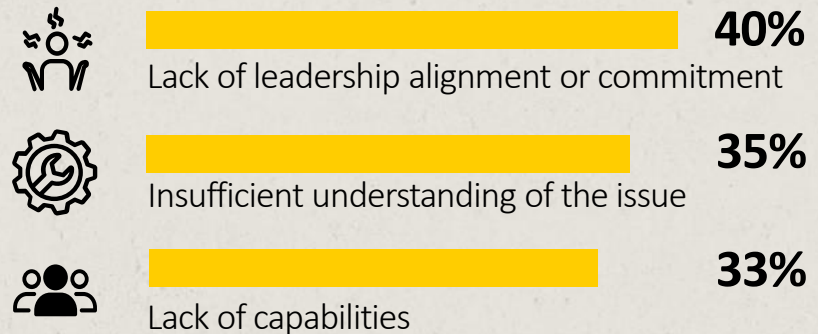 40%
Lack of leadership alignment or commitment
35%
Insufficient understanding of the issue
33%
Lack of capabilities